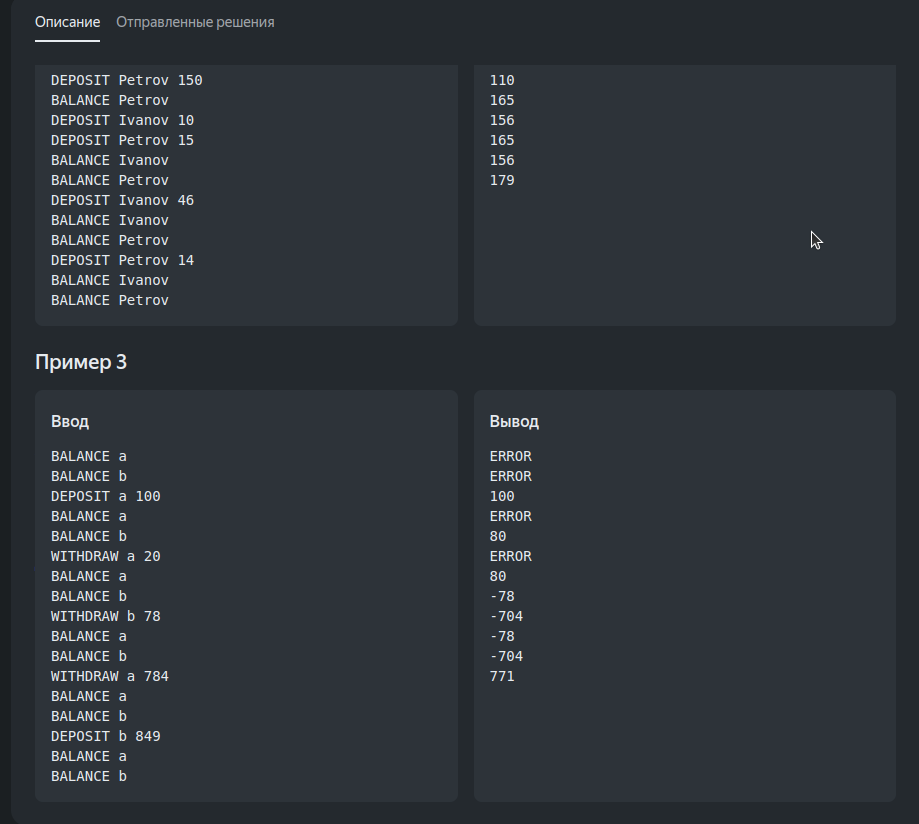 Описание Отправленные решения
DEPOSIT Petrov 150
BALANCE Petrov
DEPOSIT Ivanov 10
DEPOSIT Petrov 15
BALANCE Ivanov
BALANCE Petrov
DEPOSIT Ivanov 46
BALANCE Ivanov
BALANCE Petrov
DEPOSIT Petrov 14
BALANCE Ivanov
BALANCE Petrov
110
165
156
165
156
179
Пример 3
Ввод
BALANCE a
BALANCE b
DEPOSIT a 100
BALANCE a
BALANCE b
WITHDRAW a 20
BALANCE a
BALANCE b
WITHDRAW b 78
BALANCE a
BALANCE b
WITHDRAW a 784
BALANCE a
BALANCE b
DEPOSIT b 849
BALANCE a
BALANCE b
Вывод
ERROR
ERROR
100
ERROR
80
ERROR
80
-78
-704
-78
-704
771